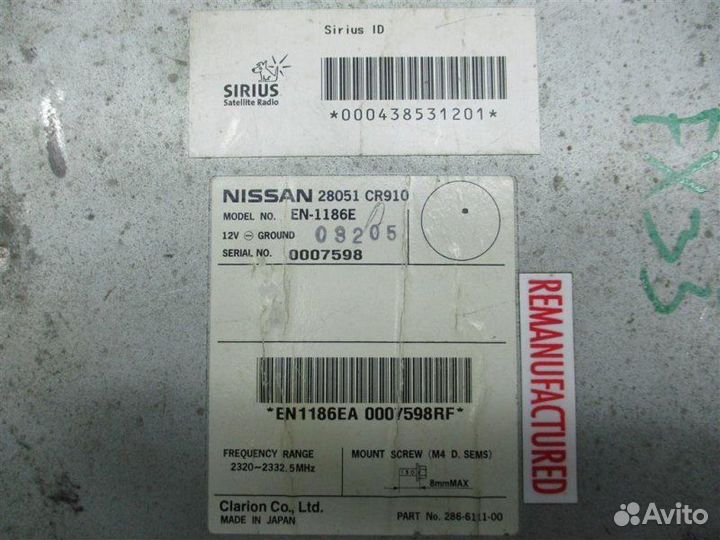 Sirius ID
SIRIUS
Satellite Radio
*000438531201*
NISSAN 28051 CR910
MODEL NO. EN-1186E
12V ⊖ GROUND 03205
SERIAL NO. 0007598
*EN1186EA 0007598RF*
FREQUENCY RANGE
2320~2332.5MHz
MOUNT SCREW (M4 D. SEMS)
8mmMAX
Clarion Co., Ltd.
MADE IN JAPAN
PART No. 286-6111-00
REMANUFACTURED
FX33
Avito